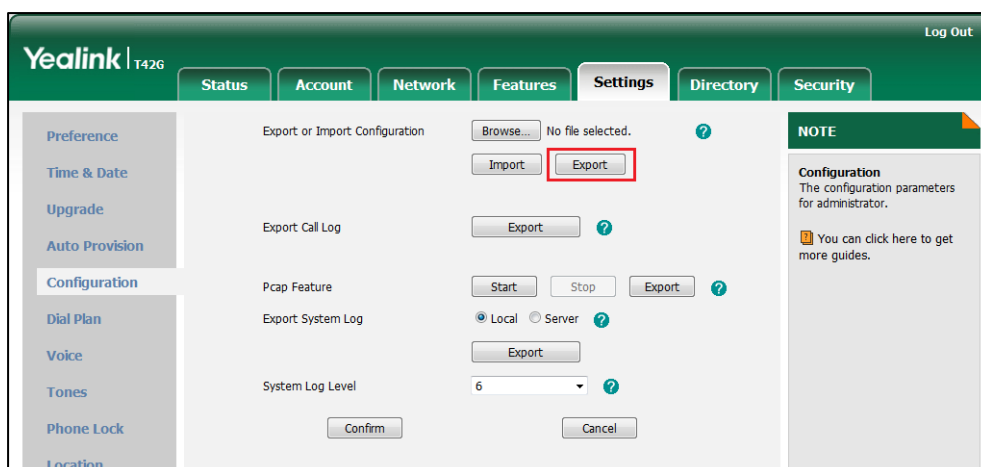 Log Out
Yealink T42G
Status Account Network Features Settings Directory Security
Preference
Time & Date
Upgrade
Auto Provision
Configuration
Dial Plan
Voice
Tones
Phone Lock
Location
Export or Import Configuration Browse... No file selected. ?
Import Export
Export Call Log Export ?
Pcap Feature Start Stop Export ?
Export System Log Local Server ?
Export
System Log Level 6 ?
Confirm Cancel
NOTE
Configuration
The configuration parameters
for administrator.
? You can click here to get
more guides.